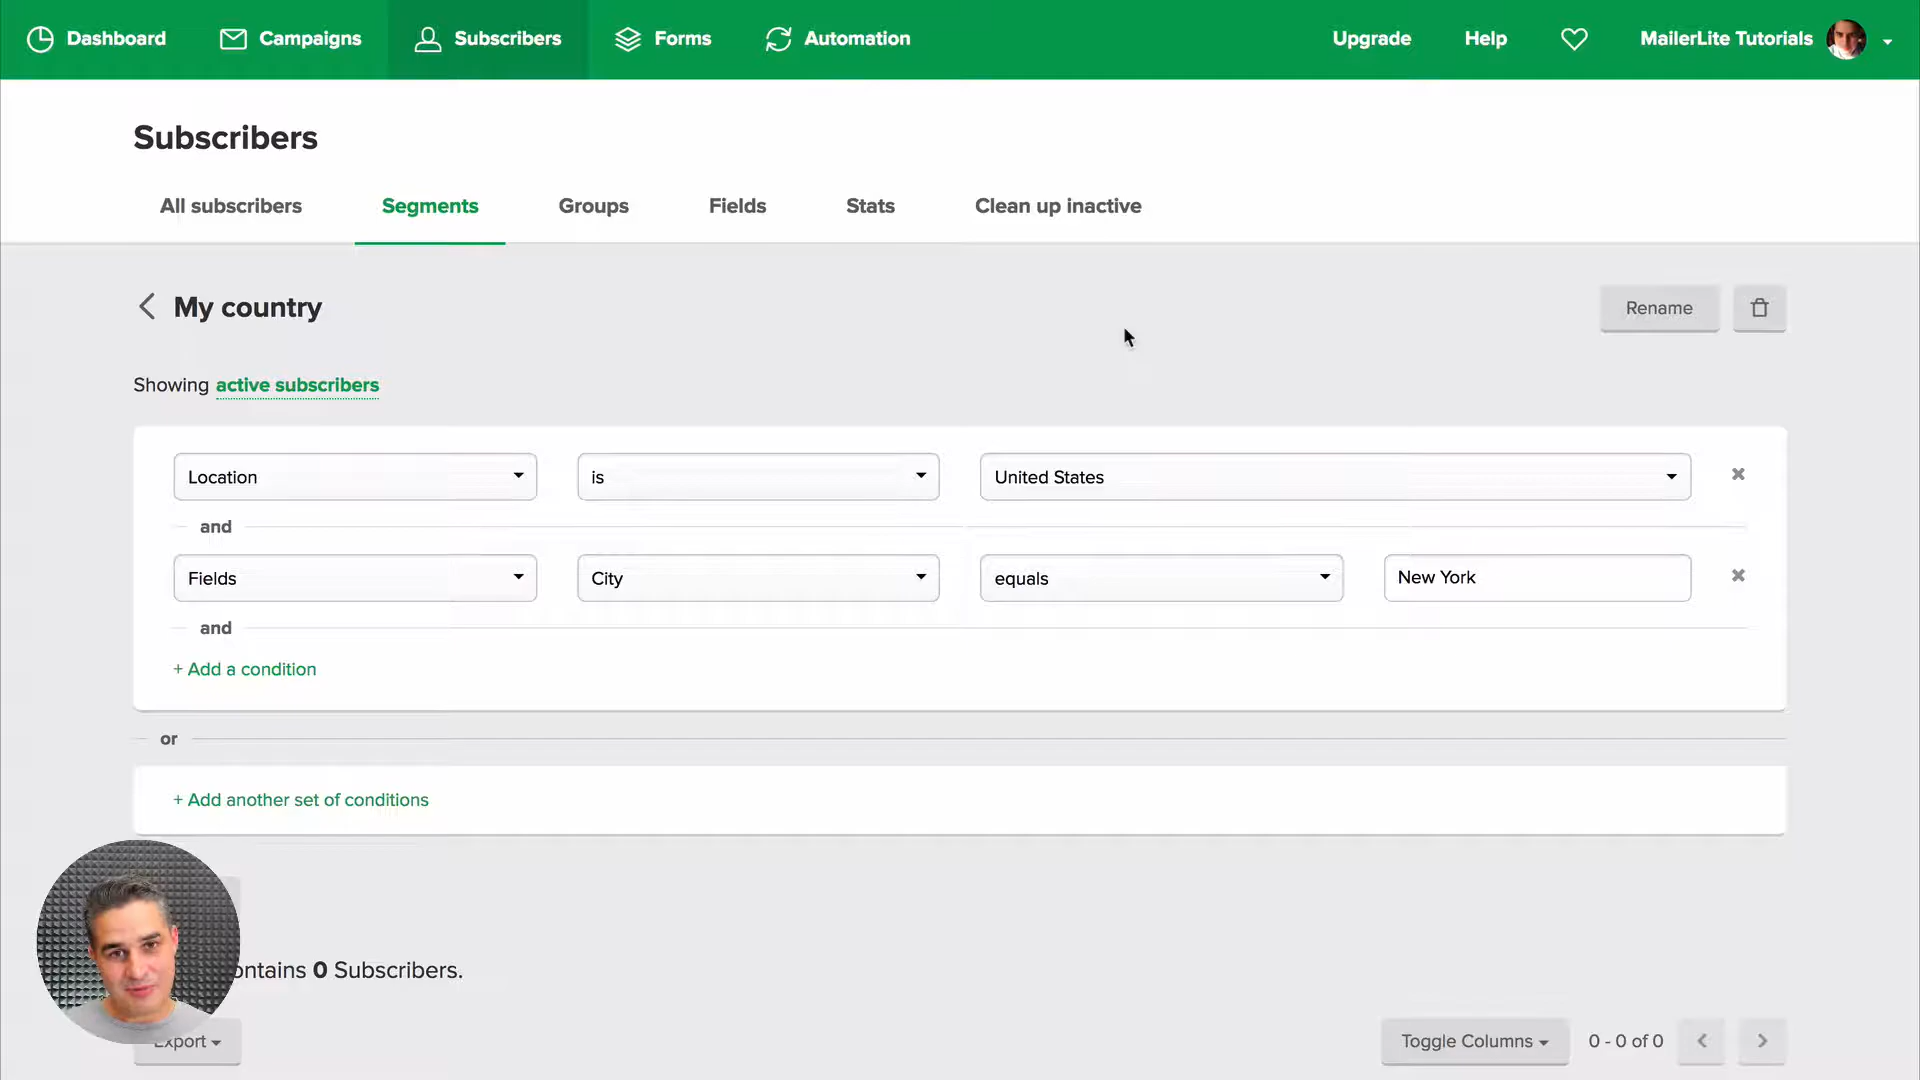 Dashboard Campaigns Subscribers Forms Automation Upgrade Help MailerLite Tutorials
Subscribers
All subscribers Segments Groups Fields Stats Clean up inactive
My country Rename
Showing active subscribers
Location is United States
and
Fields City equals New York
and
+ Add a condition
or
+ Add another set of conditions
ontains 0 Subscribers.
Export Toggle Columns 0 - 0 of 0